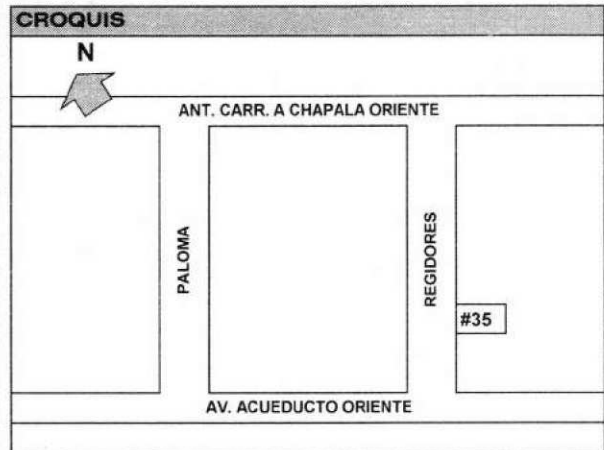 CROQUIS
N
ANT. CARR. A CHAPALA ORIENTE
PALOMA
REGIDORES
#35
AV. ACUEDUCTO ORIENTE